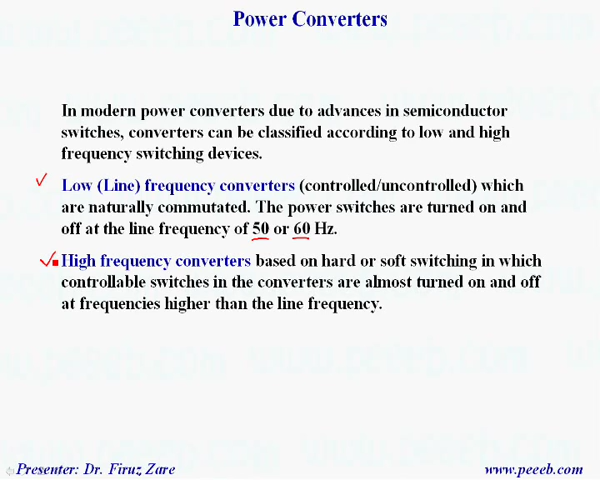 Power Converters
In modern power converters due to advances in semiconductor
switches, converters can be classified according to low and high
frequency switching devices.
Low (Line) frequency converters (controlled/uncontrolled) which
are naturally commutated. The power switches are turned on and
off at the line frequency of 50 or 60 Hz.
High frequency converters based on hard or soft switching in which
controllable switches in the converters are almost turned on and off
at frequencies higher than the line frequency.
Presenter: Dr. Firuz Zare
www.peeeb.com